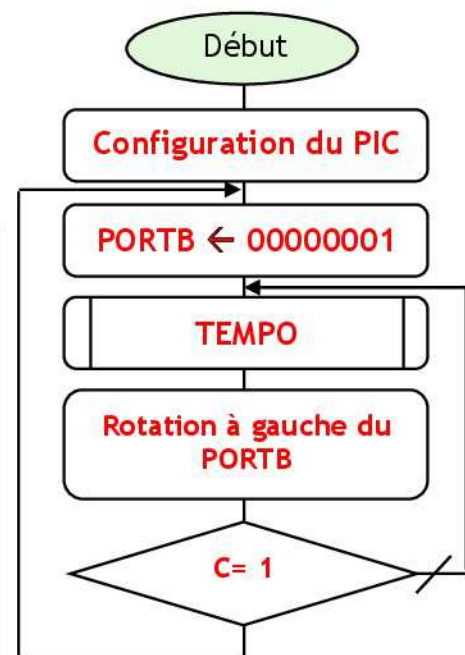 Début
Configuration du PIC
PORTB ← 00000001
TEMPO
Rotation à gauche du
PORTB
C= 1